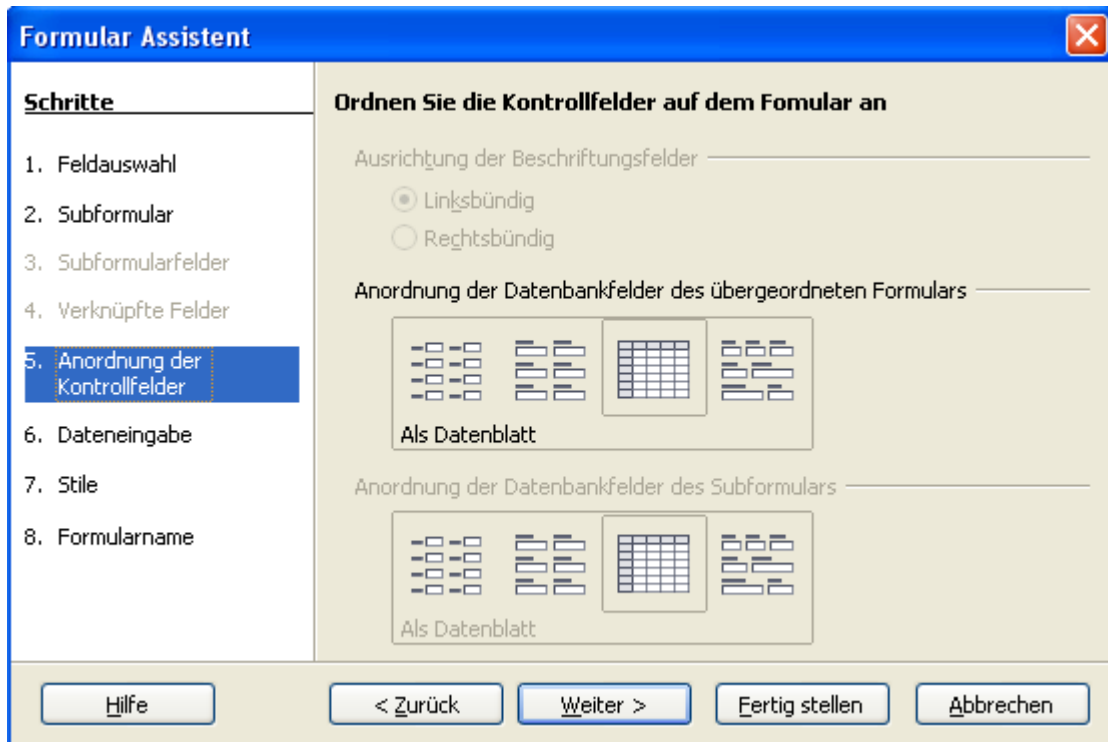 Formular Assistent
Schritte
1. Feldauswahl
2. Subformular
3. Subformularfelder
4. Verknüpfte Felder
5. Anordnung der
Kontrollfelder
6. Dateneingabe
7. Stile
8. Formularname
Ordnen Sie die Kontrollfelder auf dem Fomular an
Ausrichtung der Beschriftungsfelder
Linksbündig
Rechtsbündig
Anordnung der Datenbankfelder des übergeordneten Formulars
Als Datenblatt
Anordnung der Datenbankfelder des Subformulars
Als Datenblatt
Hilfe
< Zurück
Weiter >
Fertig stellen
Abbrechen